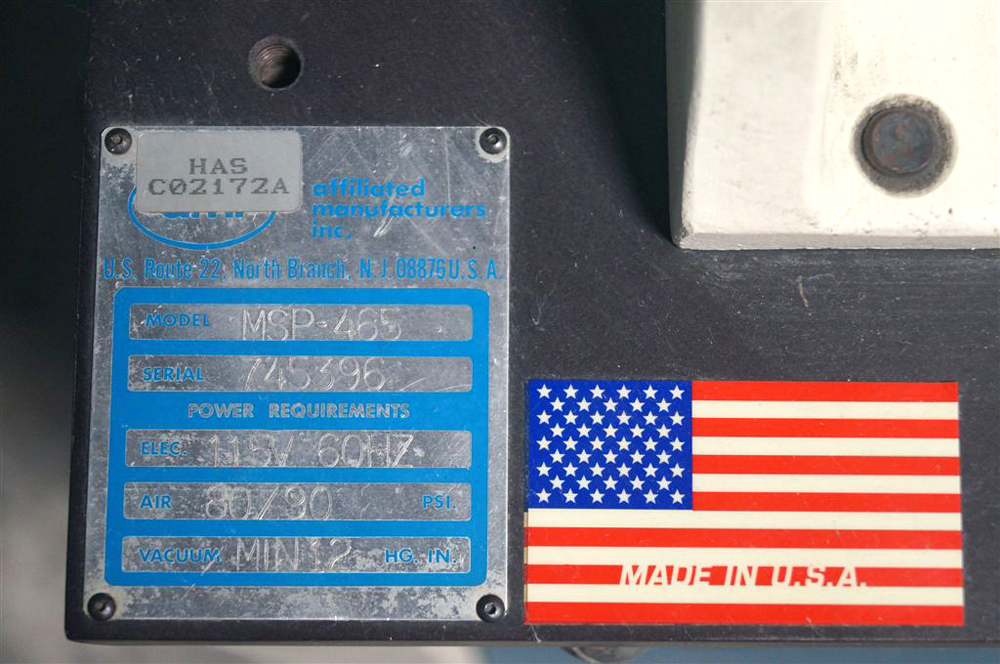 HAS
C02172A
ami
affiliated
manufacturers
inc.
U.S. Route 22, North Branch, N.J. 08876 U.S.A.
MODEL MSP-465
SERIAL 745396
POWER REQUIREMENTS
ELEC. 115V 60HZ
AIR 80/90 PSI.
VACUUM MIN 12 HG. IN.
MADE IN U.S.A.